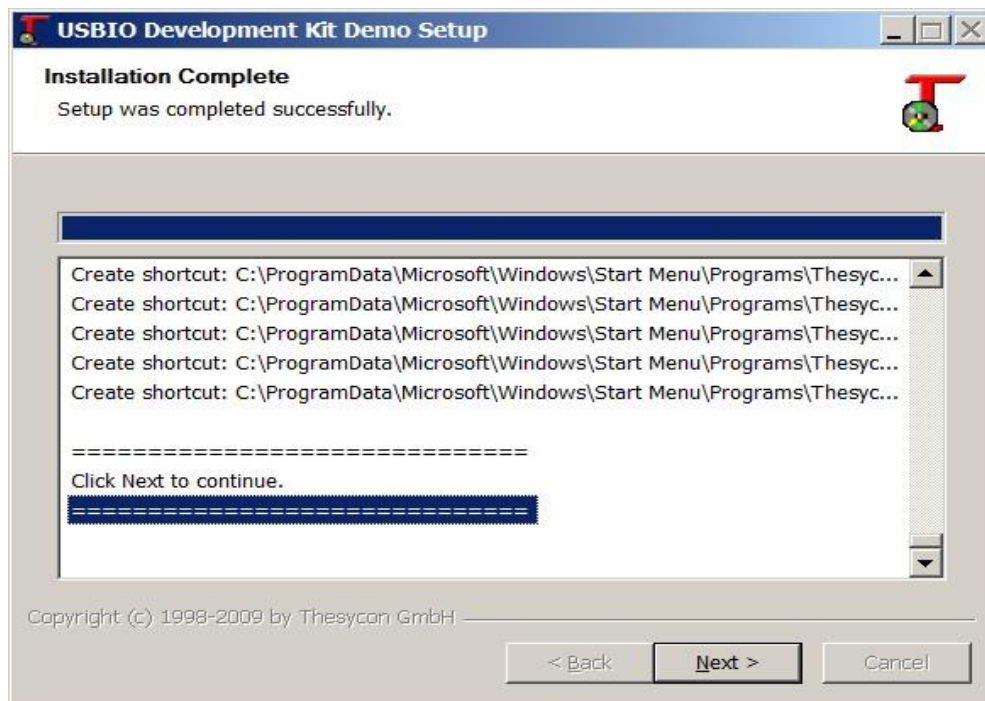 USBIO Development Kit Demo Setup
Installation Complete
Setup was completed successfully.
Create shortcut: C:\ProgramData\Microsoft\Windows\Start Menu\Programs\Thesyc...
Create shortcut: C:\ProgramData\Microsoft\Windows\Start Menu\Programs\Thesyc...
Create shortcut: C:\ProgramData\Microsoft\Windows\Start Menu\Programs\Thesyc...
Create shortcut: C:\ProgramData\Microsoft\Windows\Start Menu\Programs\Thesyc...
Create shortcut: C:\ProgramData\Microsoft\Windows\Start Menu\Programs\Thesyc...
==============================
Click Next to continue.
==============================
Copyright (c) 1998-2009 by Thesycon GmbH
< Back Next > Cancel